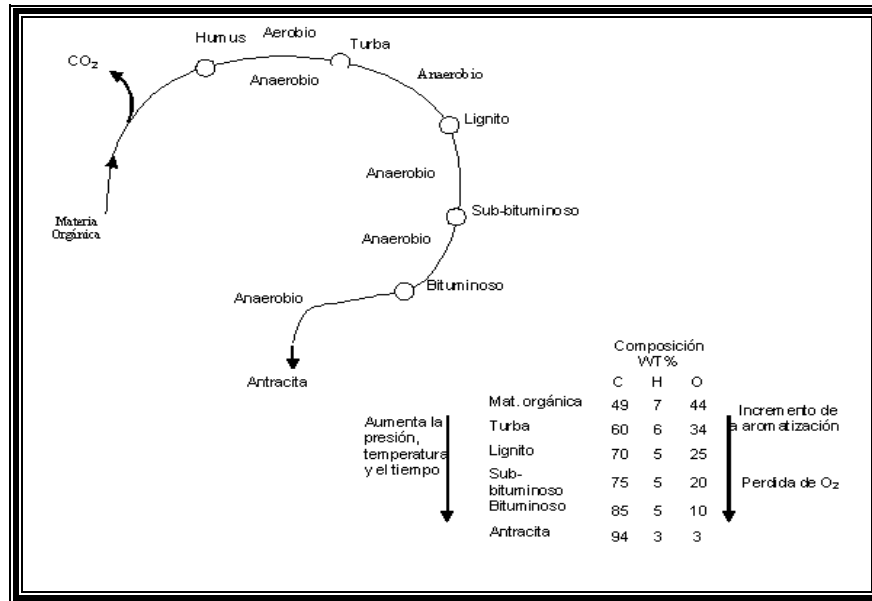 Humus
Aerobio
Turba
CO₂
Anaerobio
Anaerobio
Lignito
Anaerobio
Materia
Orgánica
Sub-bituminoso
Anaerobio
Bituminoso
Anaerobio
Antracita
Composición
WT%
C H O
Mat. orgánica 49 7 44
Turba 60 6 34
Lignito 70 5 25
Sub-
bituminoso 75 5 20
Bituminoso 85 5 10
Antracita 94 3 3
Aumenta la
presión,
temperatura
y el tiempo
Incremento de
a aromatización
Perdida de O₂